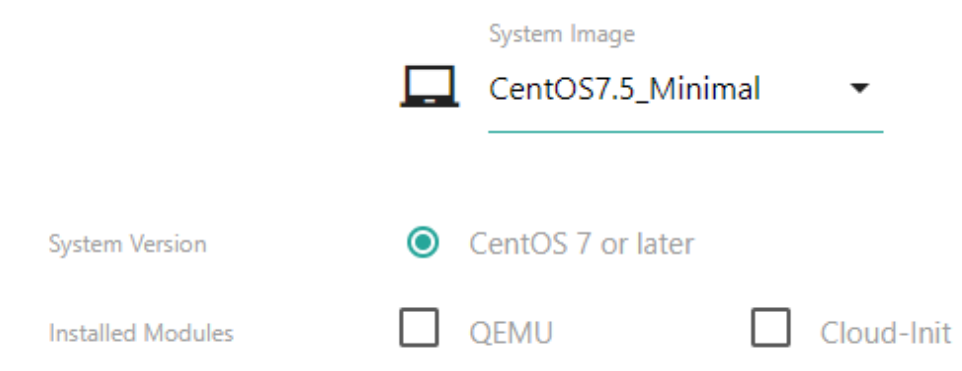 System Image
CentOS7.5_Minimal
System Version
CentOS 7 or later
Installed Modules
QEMU
Cloud-Init